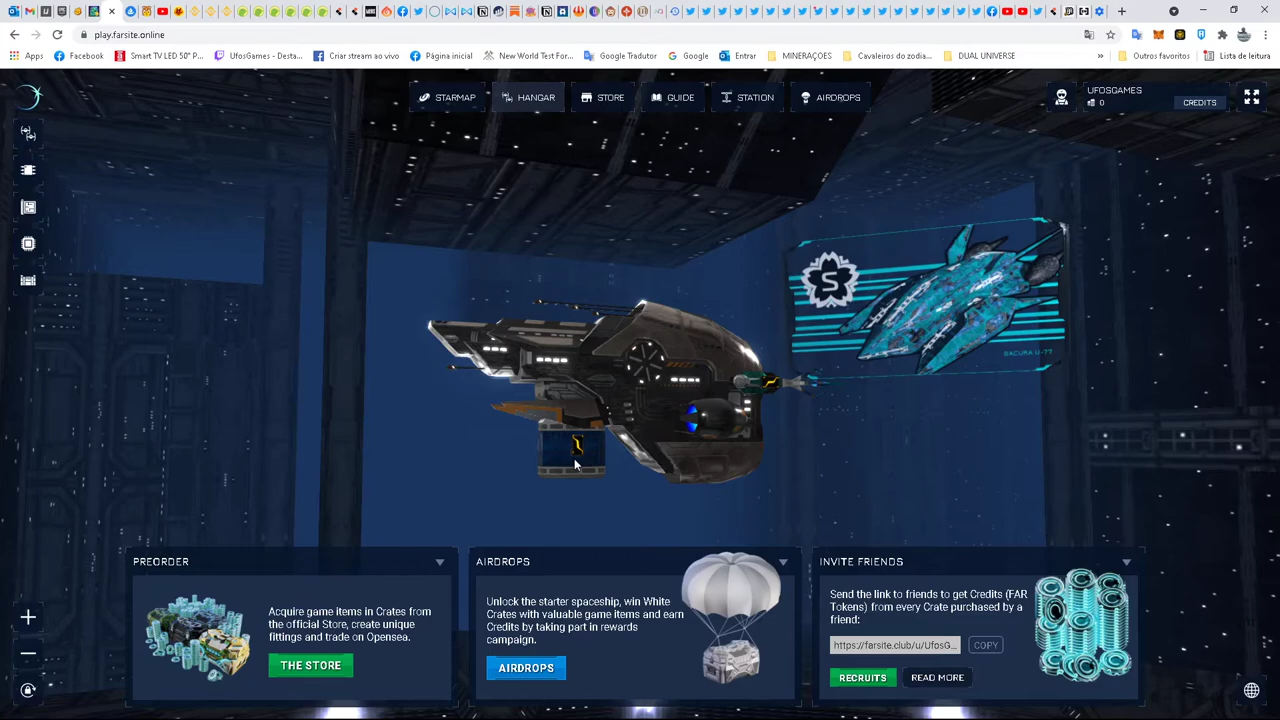 play.farsite.online
Apps
Facebook
Smart TV LED 50" P...
UfosGames - Desta...
Criar stream ao vivo
Página inicial
New World Test For...
Google Tradutor
Google
Entrar
MINERAÇOES
Cavaleiros do zodia...
DUAL UNIVERSE
»
Outros favoritos
Lista de leitura
STARMAP
HANGAR
STORE
GUIDE
STATION
AIRDROPS
UFOSGAMES
0
CREDITS
S
SACURA U-77
PREORDER
Acquire game items in Crates from
the official Store, create unique
fittings and trade on Opensea.
THE STORE
AIRDROPS
Unlock the starter spaceship, win White
Crates with valuable game items and
earn Credits by taking part in rewards
campaign.
AIRDROPS
INVITE FRIENDS
Send the link to friends to get Credits (FAR
Tokens) from every Crate purchased by a
friend:
https://farsite.club/u/UfosG...
COPY
RECRUITS
READ MORE